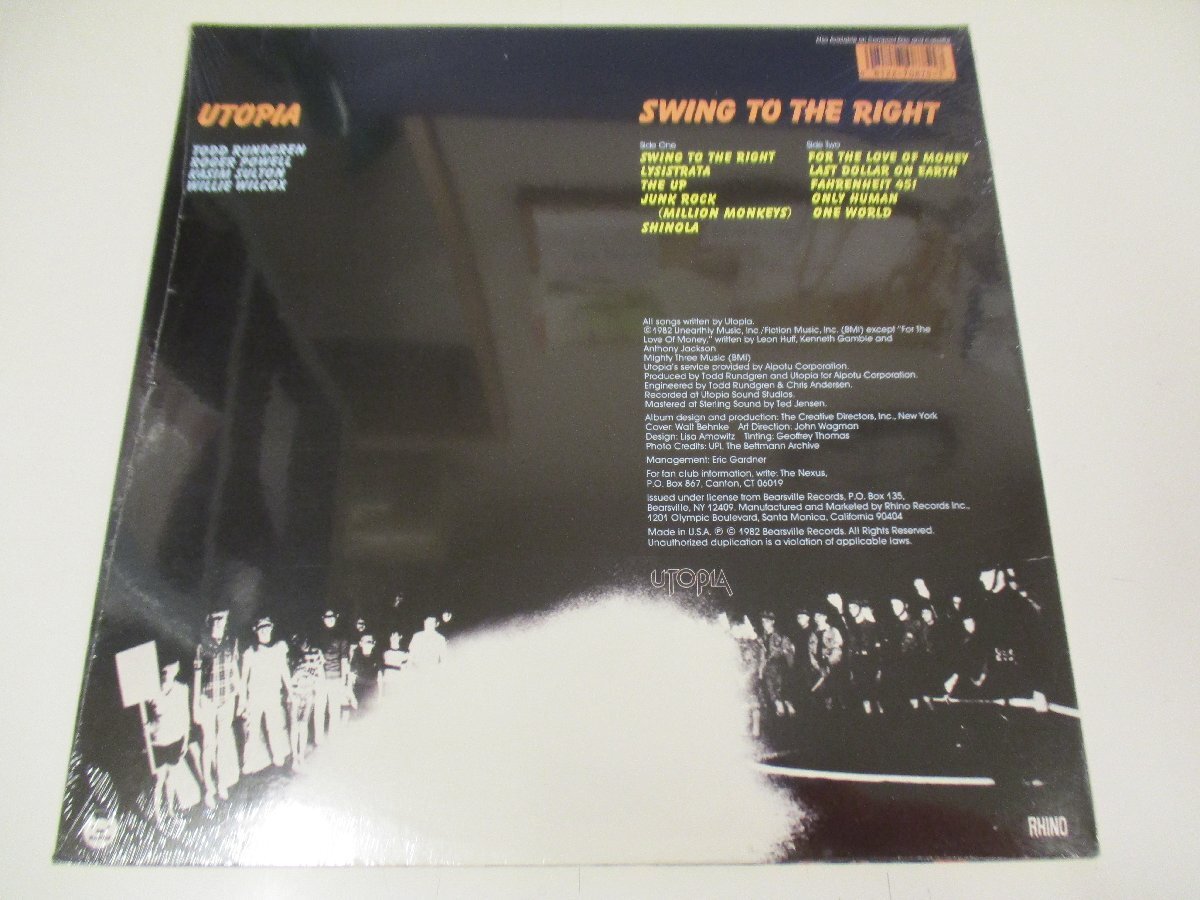 Also available on Compact Disc and cassette
UTOPIA
TODD RUNDGREN
ROGER POWELL
KASIM SULTON
WILLIE WILCOX
SWING TO THE RIGHT
Side One
SWING TO THE RIGHT
LYSISTRATA
THE UP
JUNK ROCK
(MILLION MONKEYS)
SHINOLA
Side Two
FOR THE LOVE OF MONEY
LAST DOLLAR ON EARTH
FAHRENHEIT 451
ONLY HUMAN
ONE WORLD
All songs written by Utopia.
©1982 Unearthly Music, Inc./Fiction Music, Inc. (BMI) except "For The
Love Of Money," written by Leon Huff, Kenneth Gamble and
Anthony Jackson
Mighty Three Music (BMI)
Utopia's service provided by Alpotu Corporation.
Produced by Todd Rundgren and Utopia for Alpotu Corporation.
Engineered by Todd Rundgren & Chris Andersen.
Recorded at Utopia Sound Studios.
Mastered at Sterling Sound by Ted Jensen.
Album design and production: The Creative Directors, Inc., New York
Cover: Walt Behnke Art Direction: John Wagman
Design: Lisa Amowitz Tinting: Geoffrey Thomas
Photo Credits: UPI, The Bettmann Archive
Management: Eric Gardner
For fan club information, write: The Nexus,
P.O. Box 867, Canton, CT 06019
Issued under license from Bearsville Records, P.O. Box 135,
Bearsville, NY 12409. Manufactured and Marketed by Rhino Records Inc.,
1201 Olympic Boulevard, Santa Monica, California 90404
Made in U.S.A. ℗ © 1982 Bearsville Records. All Rights Reserved.
Unauthorized duplication is a violation of applicable laws.
UTOPIA
RHINO